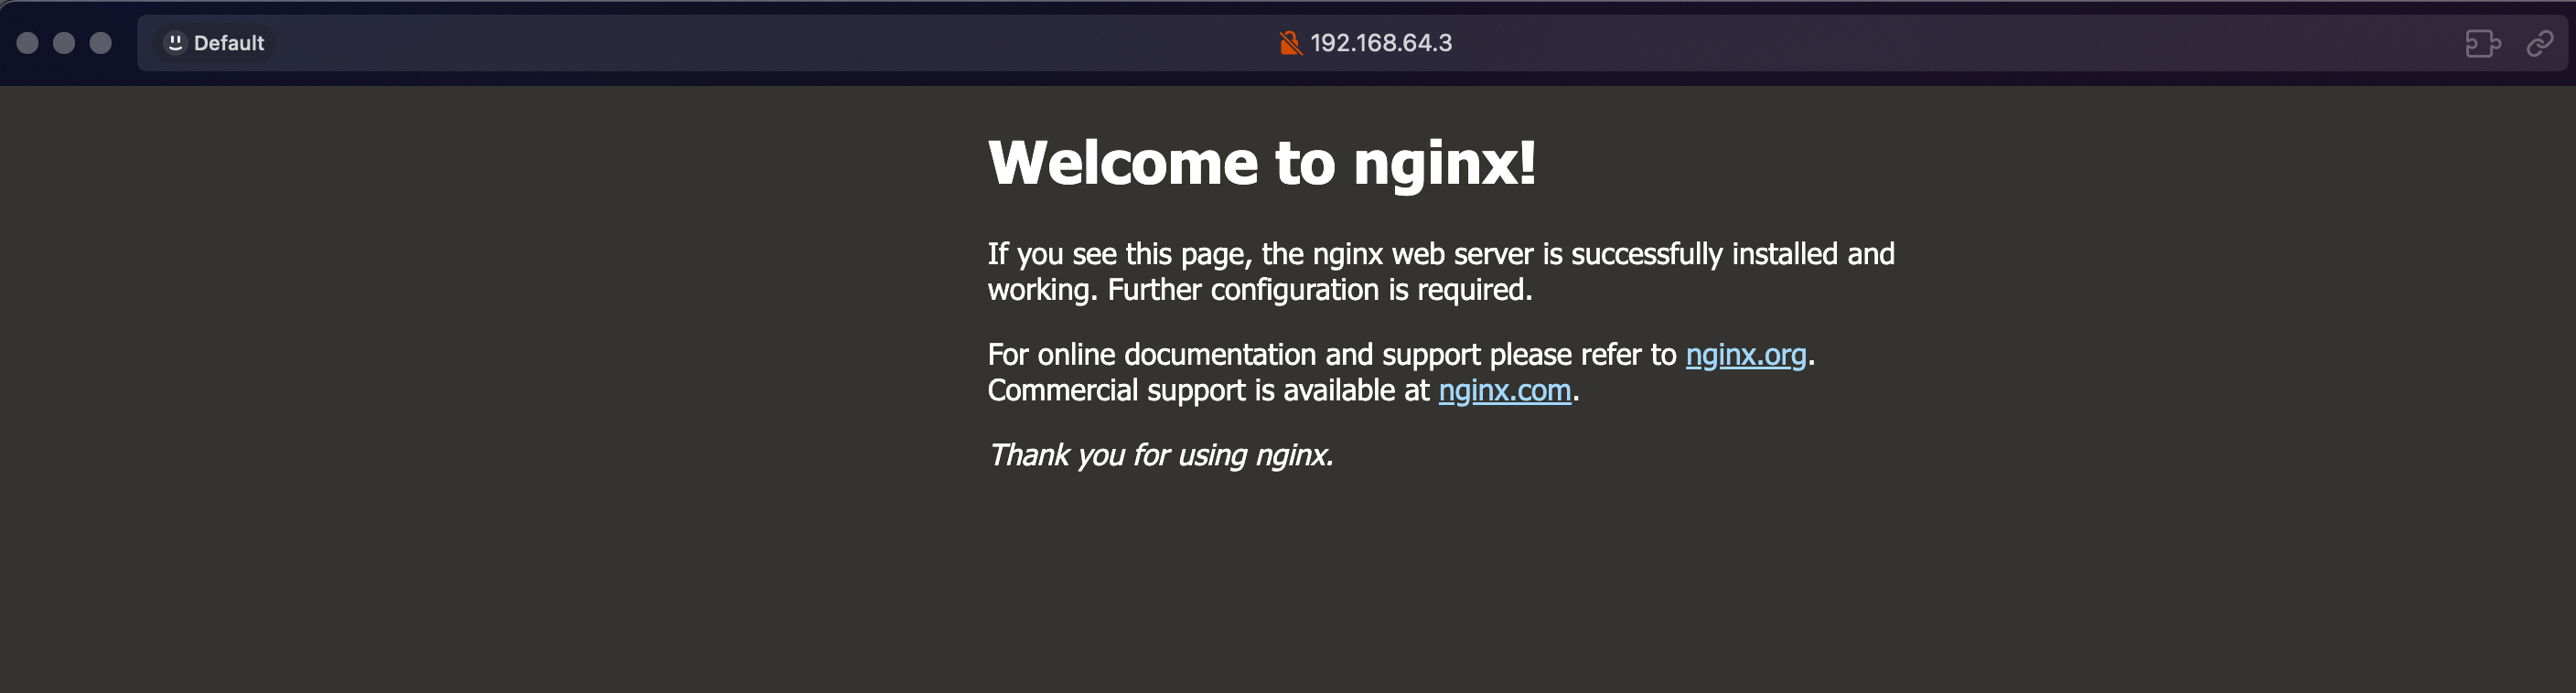 Default
192.168.64.3
Welcome to nginx!
If you see this page, the nginx web server is successfully installed and
working. Further configuration is required.
For online documentation and support please refer to nginx.org.
Commercial support is available at nginx.com.
Thank you for using nginx.